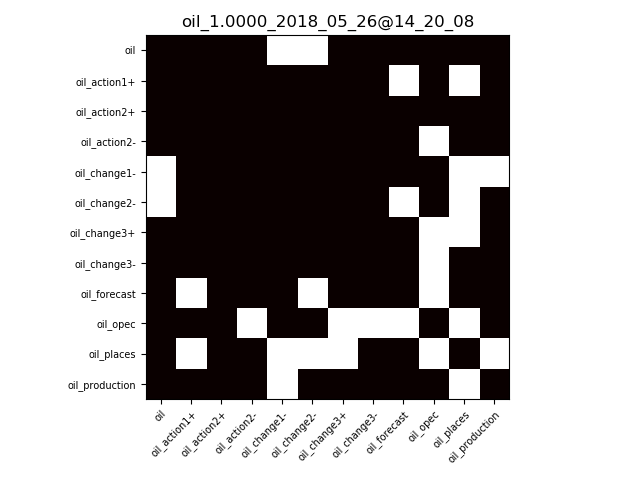 oil_1.0000_2018_05_26@14_20_08
oil
oil_action1+
oil_action2+
oil_action2-
oil_change1-
oil_change2-
oil_change3+
oil_change3-
oil_forecast
oil_opec
oil_places
oil_production
oil
oil_action1+
oil_action2+
oil_action2-
oil_change1-
oil_change2-
oil_change3+
oil_change3-
oil_forecast
oil_opec
oil_places
oil_production